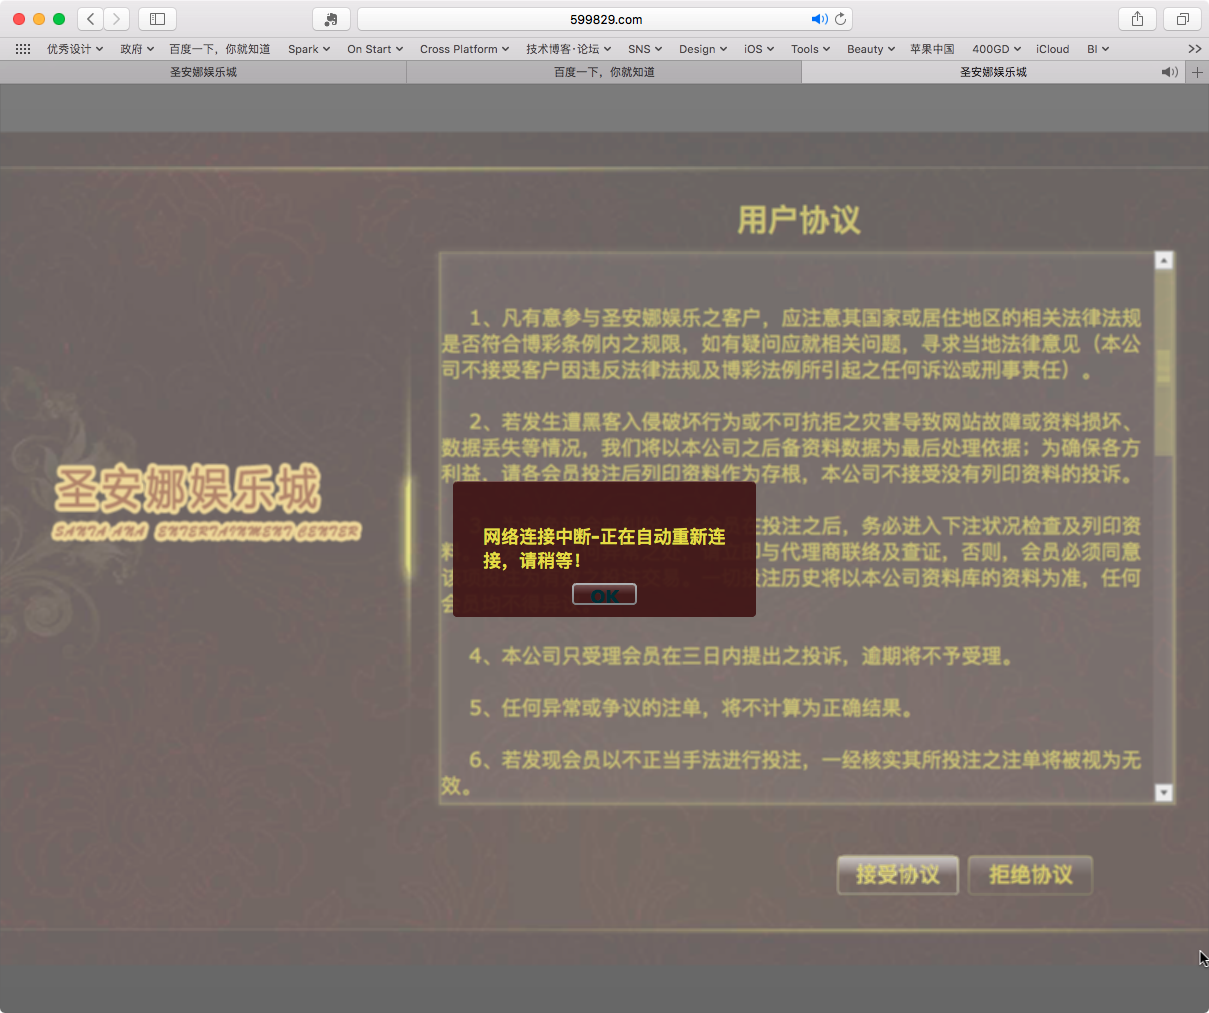 599829.com
优秀设计 政府 百度一下，你就知道 Spark On Start Cross Platform 技术博客·论坛 SNS Design iOS Tools Beauty 苹果中国 400GD iCloud BI
圣安娜娱乐城 百度一下，你就知道 圣安娜娱乐城
用户协议
1、凡有意参与圣安娜娱乐之客户，应注意其国家或居住地区的相关法律法规
是否符合博彩条例内之规限，如有疑问应就相关问题，寻求当地法律意见（本公
司不接受客户因违反法律法规及博彩法例所引起之任何诉讼或刑事责任）。
2、若发生遭黑客入侵破坏行为或不可抗拒之灾害导致网站故障或资料损坏、
数据丢失等情况，我们将以本公司之后备资料数据为最后处理依据；为确保各方
利益，请各会员投注后列印资料作为存根，本公司不接受没有列印资料的投诉。
在投注之后，务必进入下注状况检查及列印资
即与代理商联络及查证，否则，会员必须同意
一切投注历史将以本公司资料库的资料为准，任何
4、本公司只受理会员在三日内提出之投诉，逾期将不予受理。
5、任何异常或争议的注单，将不计算为正确结果。
6、若发现会员以不正当手法进行投注，一经核实其所投注之注单将被视为无
效。
圣安娜娱乐城
SANTA ANA ENTERTAINMENT CENTER
网络连接中断-正在自动重新连
接，请稍等！
OK
接受协议 拒绝协议